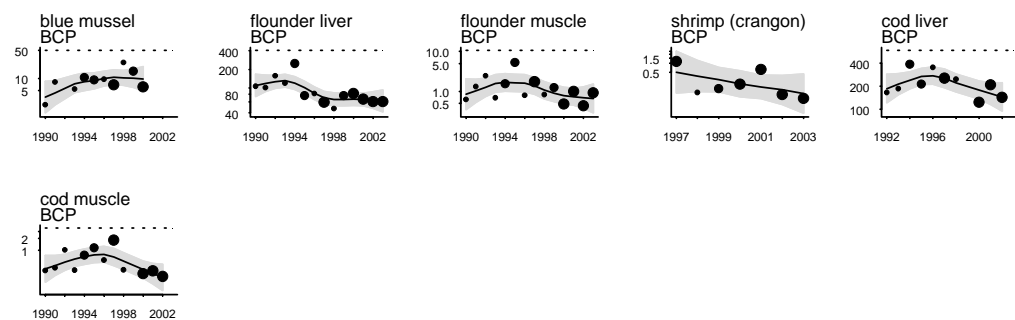 blue mussel
BCP
50
10
5
1990 1994 1998 2002
flounder liver
BCP
400
200
80
40
1990 1994 1998 2002
flounder muscle
BCP
10.0
5.0
1.0
0.5
1990 1994 1998 2002
shrimp (crangon)
BCP
1.5
0.5
1997 1999 2001 2003
cod liver
BCP
400
200
100
1992 1996 2000
cod muscle
BCP
2
1
1990 1994 1998 2002